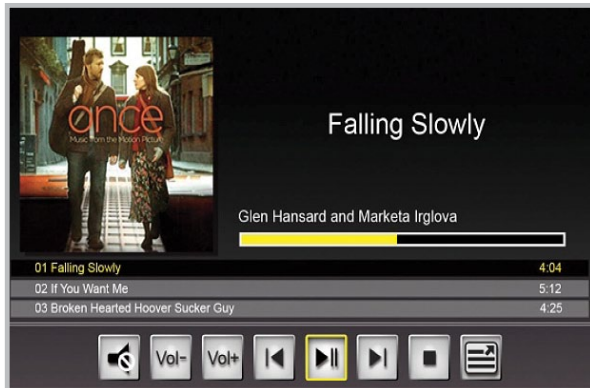 once
Music from the Motion Picture
Falling Slowly
Glen Hansard and Marketa Irglova
01 Falling Slowly 4:04
02 If You Want Me 5:12
03 Broken Hearted Hoover Sucker Guy 4:25
Vol- Vol+